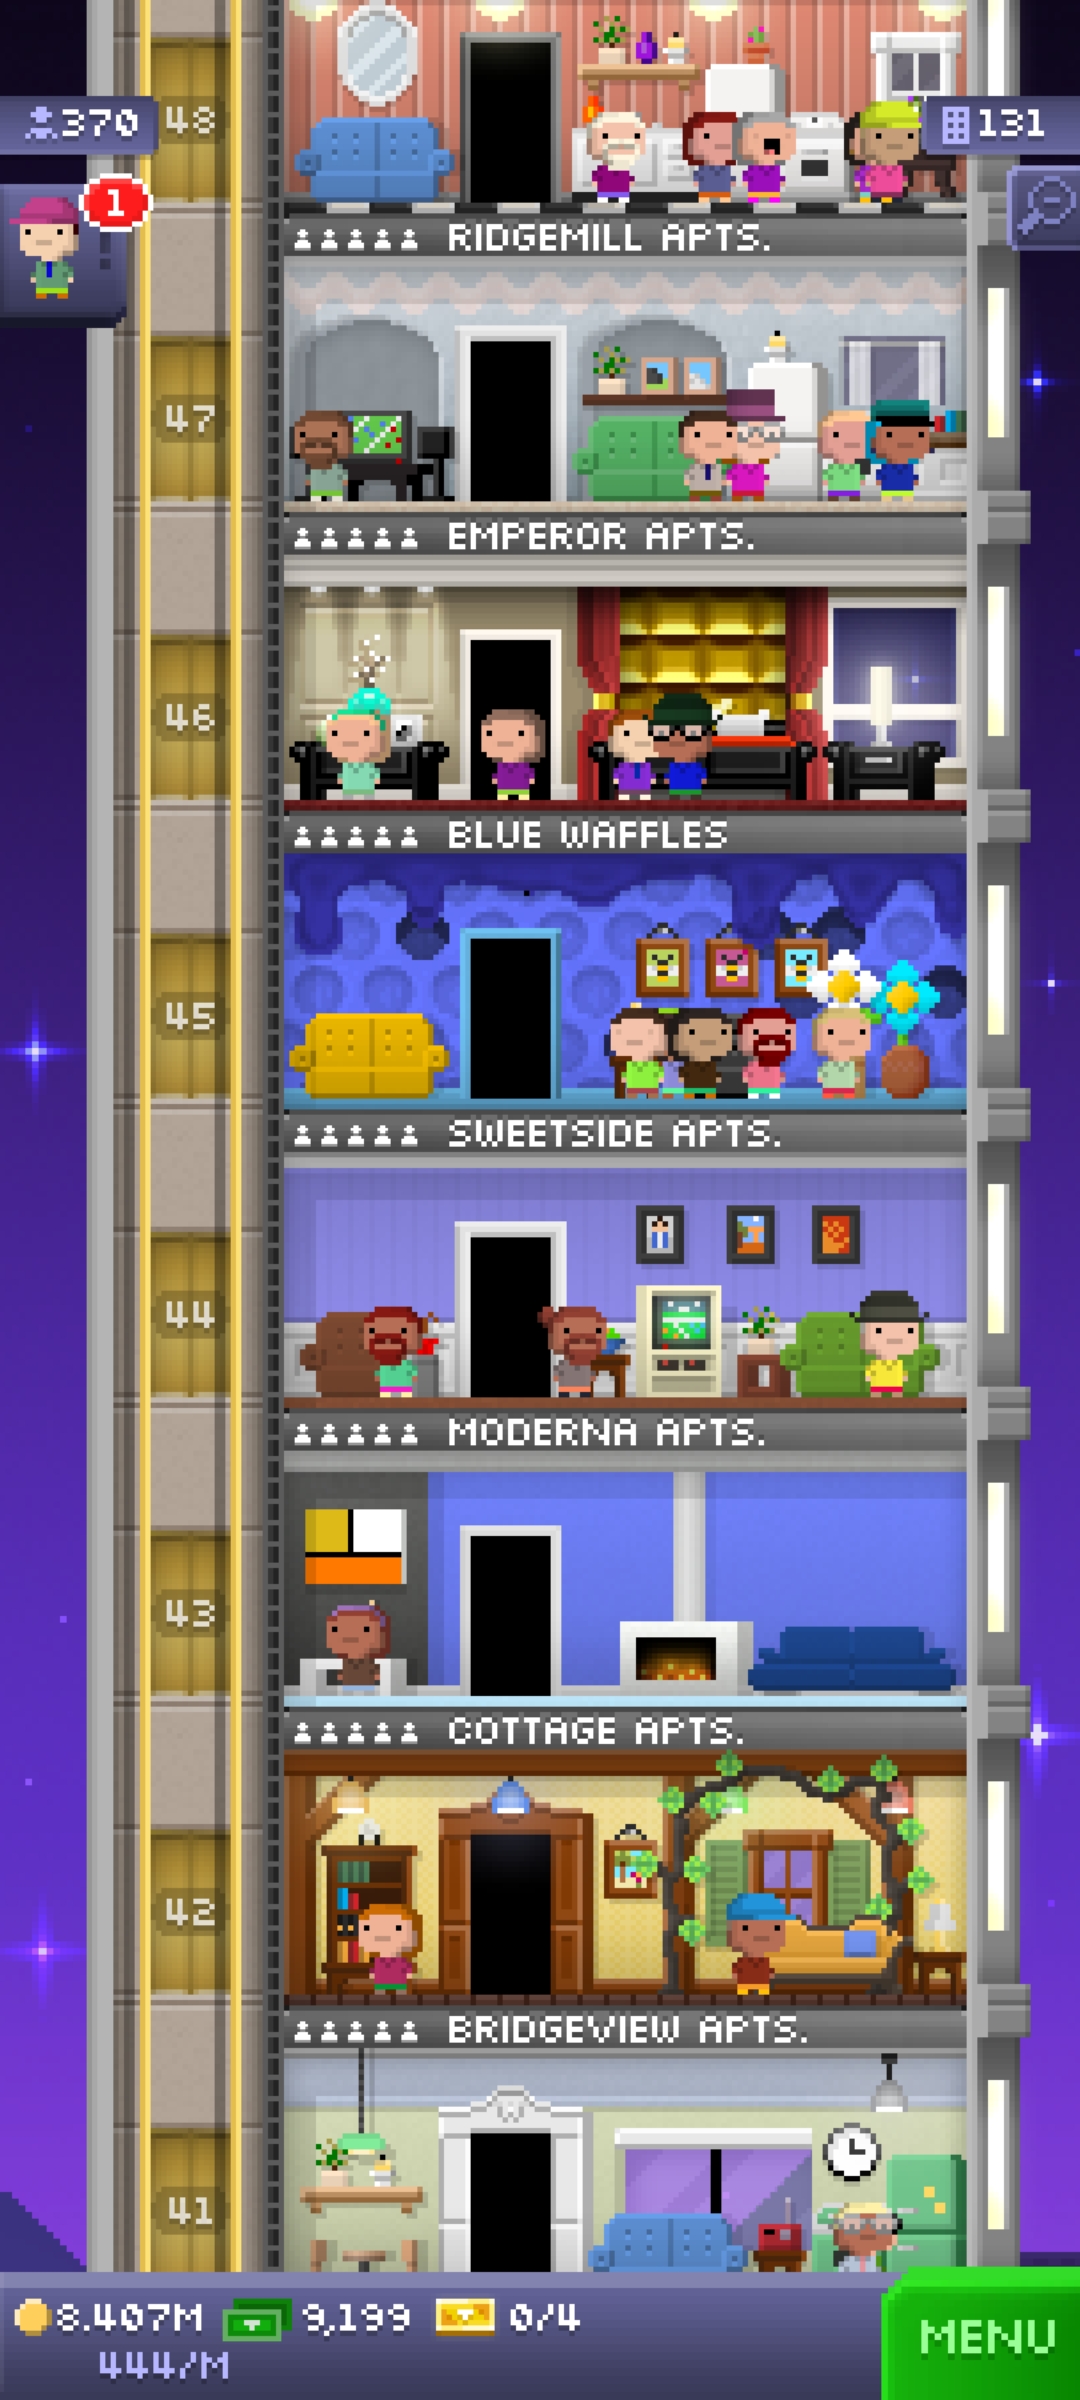 48
370
131
1
RIDGEMILL APTS.
47
EMPEROR APTS.
46
BLUE WAFFLES
45
SWEETSIDE APTS.
44
MODERNA APTS.
43
COTTAGE APTS.
42
BRIDGEVIEW APTS.
41
8.407M 9,199 0/4
444/M
MENU